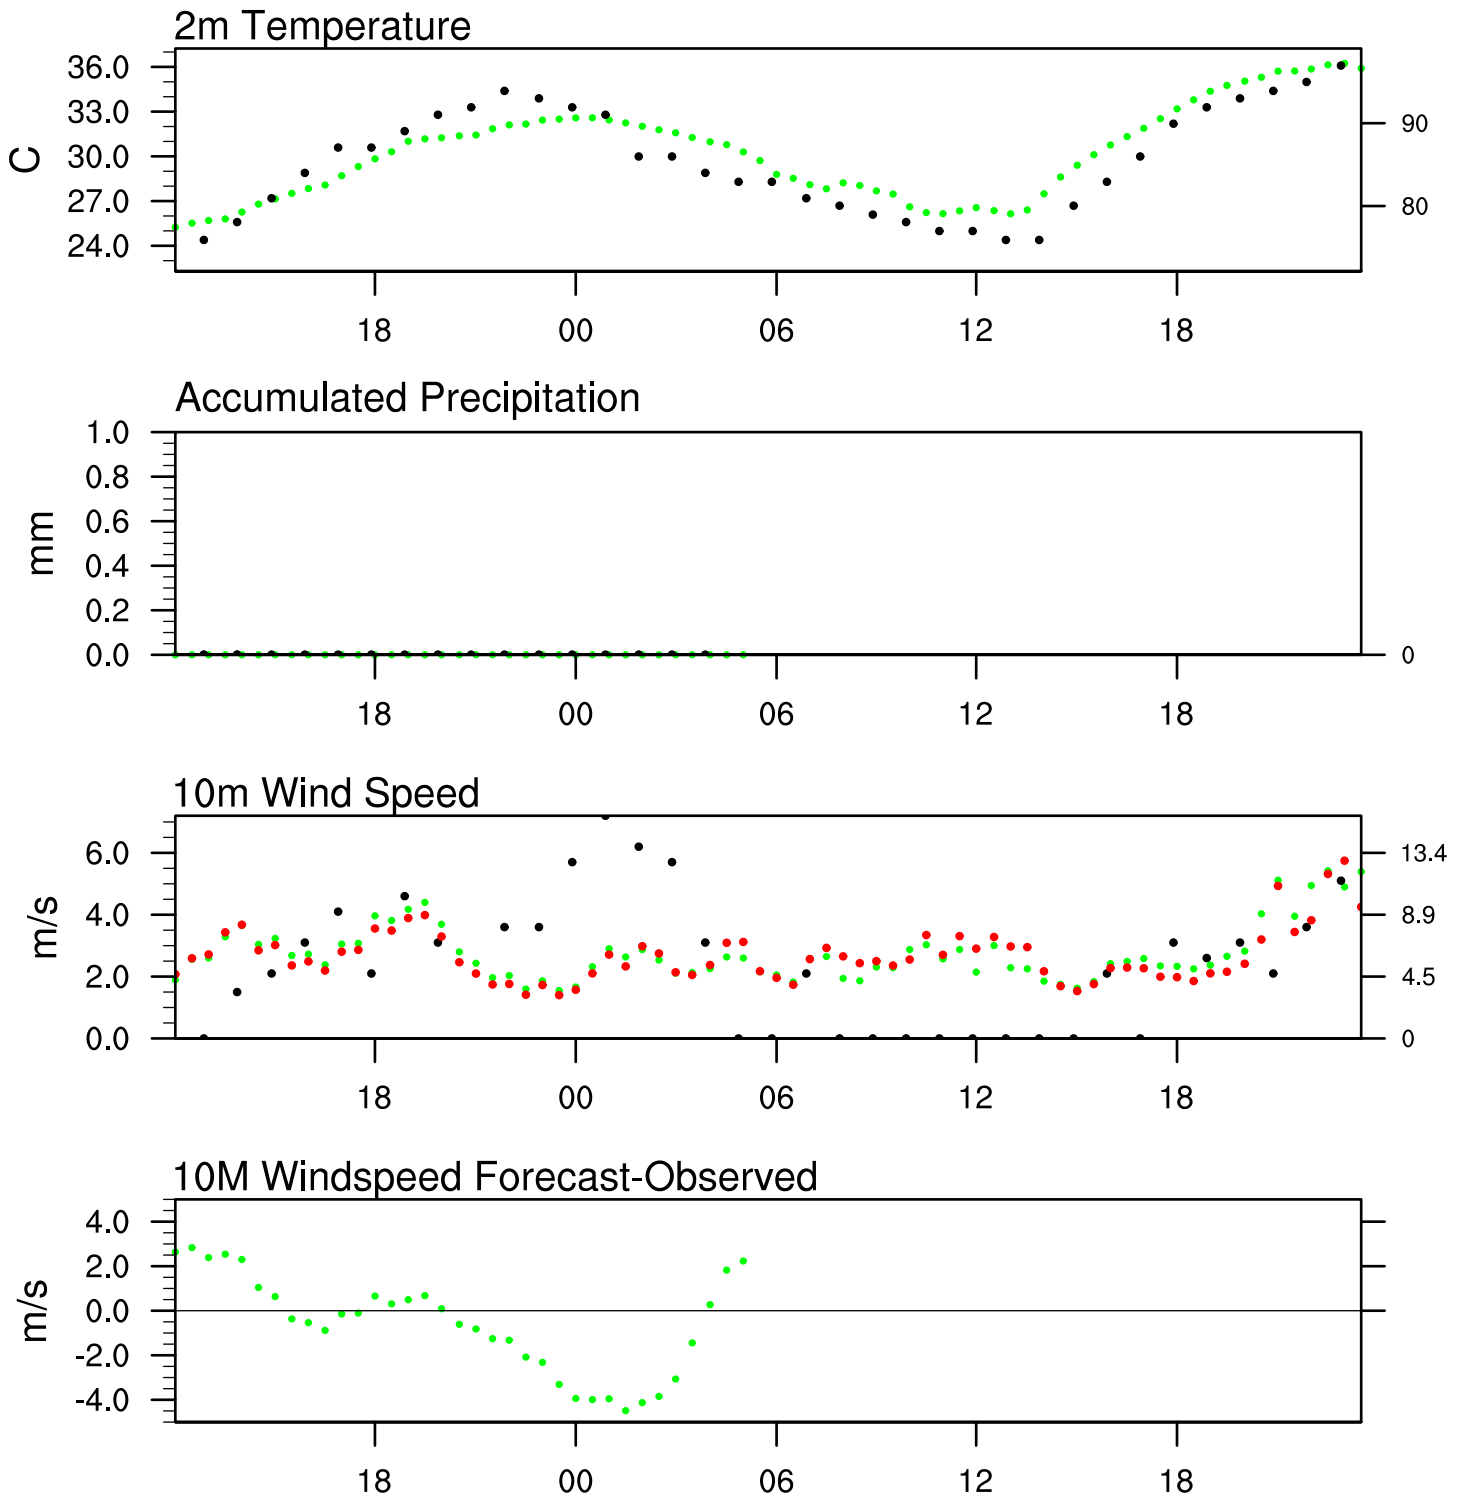 2m Temperature
36.0
33.0
30.0
27.0
24.0
C
90
80
18 00 06 12 18
Accumulated Precipitation
1.0
0.8
0.6
0.4
0.2
0.0
mm
0
18 00 06 12 18
10m Wind Speed
6.0
4.0
2.0
0.0
m/s
13.4
8.9
4.5
0
18 00 06 12 18
10M Windspeed Forecast-Observed
4.0
2.0
0.0
-2.0
-4.0
m/s
18 00 06 12 18